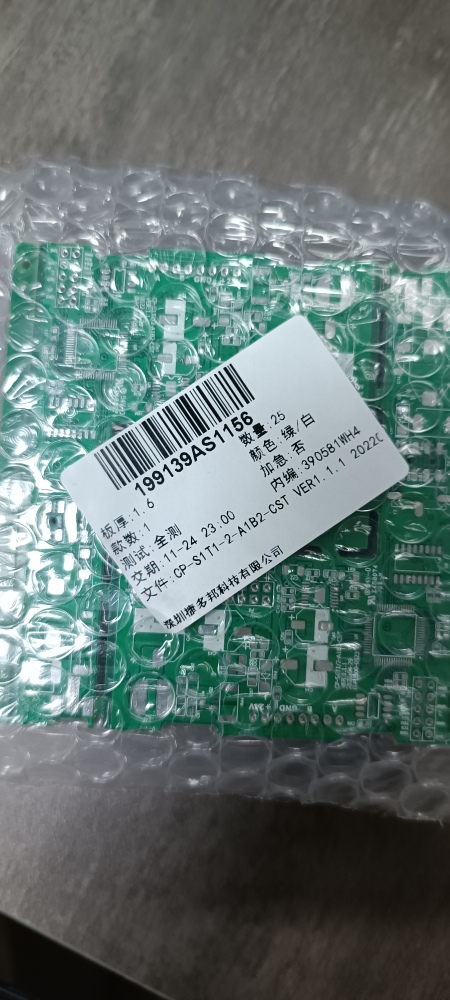 199139AS1156
板厚:1.6 数量:25
款数:1 颜色:绿/白
测试:全测 加急:否
交期:11-24 23:00 内编:390581WH4
文件:CP-S1T1-2-A1B2-CST VER1.1.1 2022C
深圳捷多邦科技有限公司
GND +24V